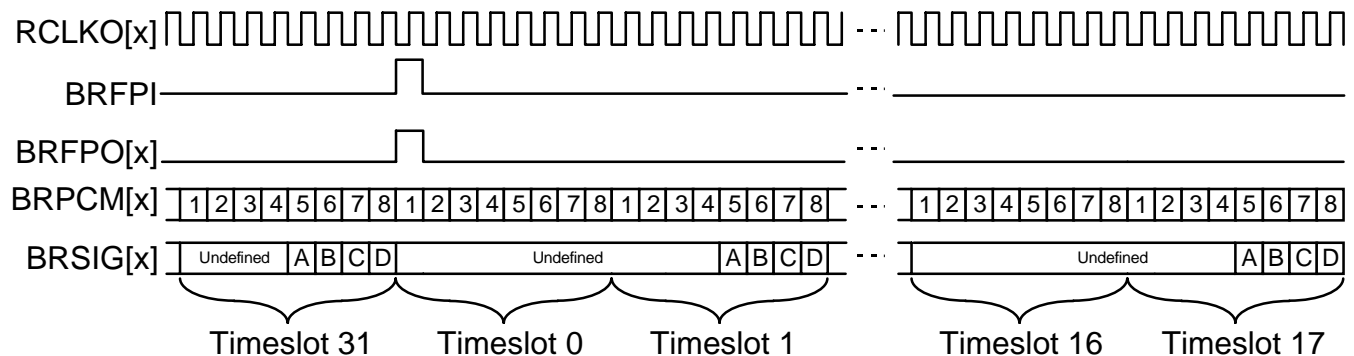 RCLKO[x] - - -
BRFPI - - -
BRFPO[x] - - -
BRPCM[x] 1 2 3 4 5 6 7 8 1 2 3 4 5 6 7 8 1 2 3 4 5 6 7 8 - - - 1 2 3 4 5 6 7 8 1 2 3 4 5 6 7 8
BRSIG[x] Undefined A B C D Undefined A B C D - - - Undefined A B C D
Timeslot 31 Timeslot 0 Timeslot 1 Timeslot 16 Timeslot 17